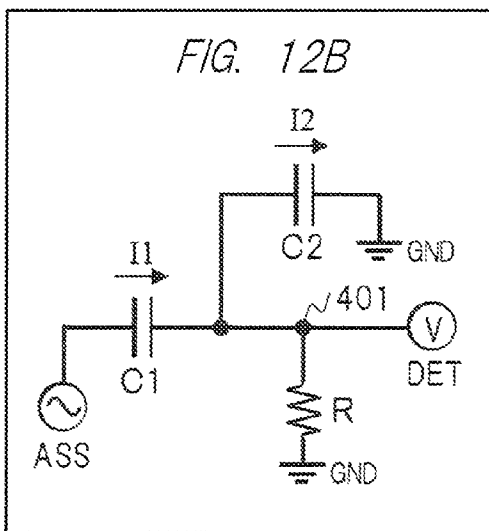 FIG. 12B
I2
C2
GND
I1
C1
401
V
DET
R
ASS
GND